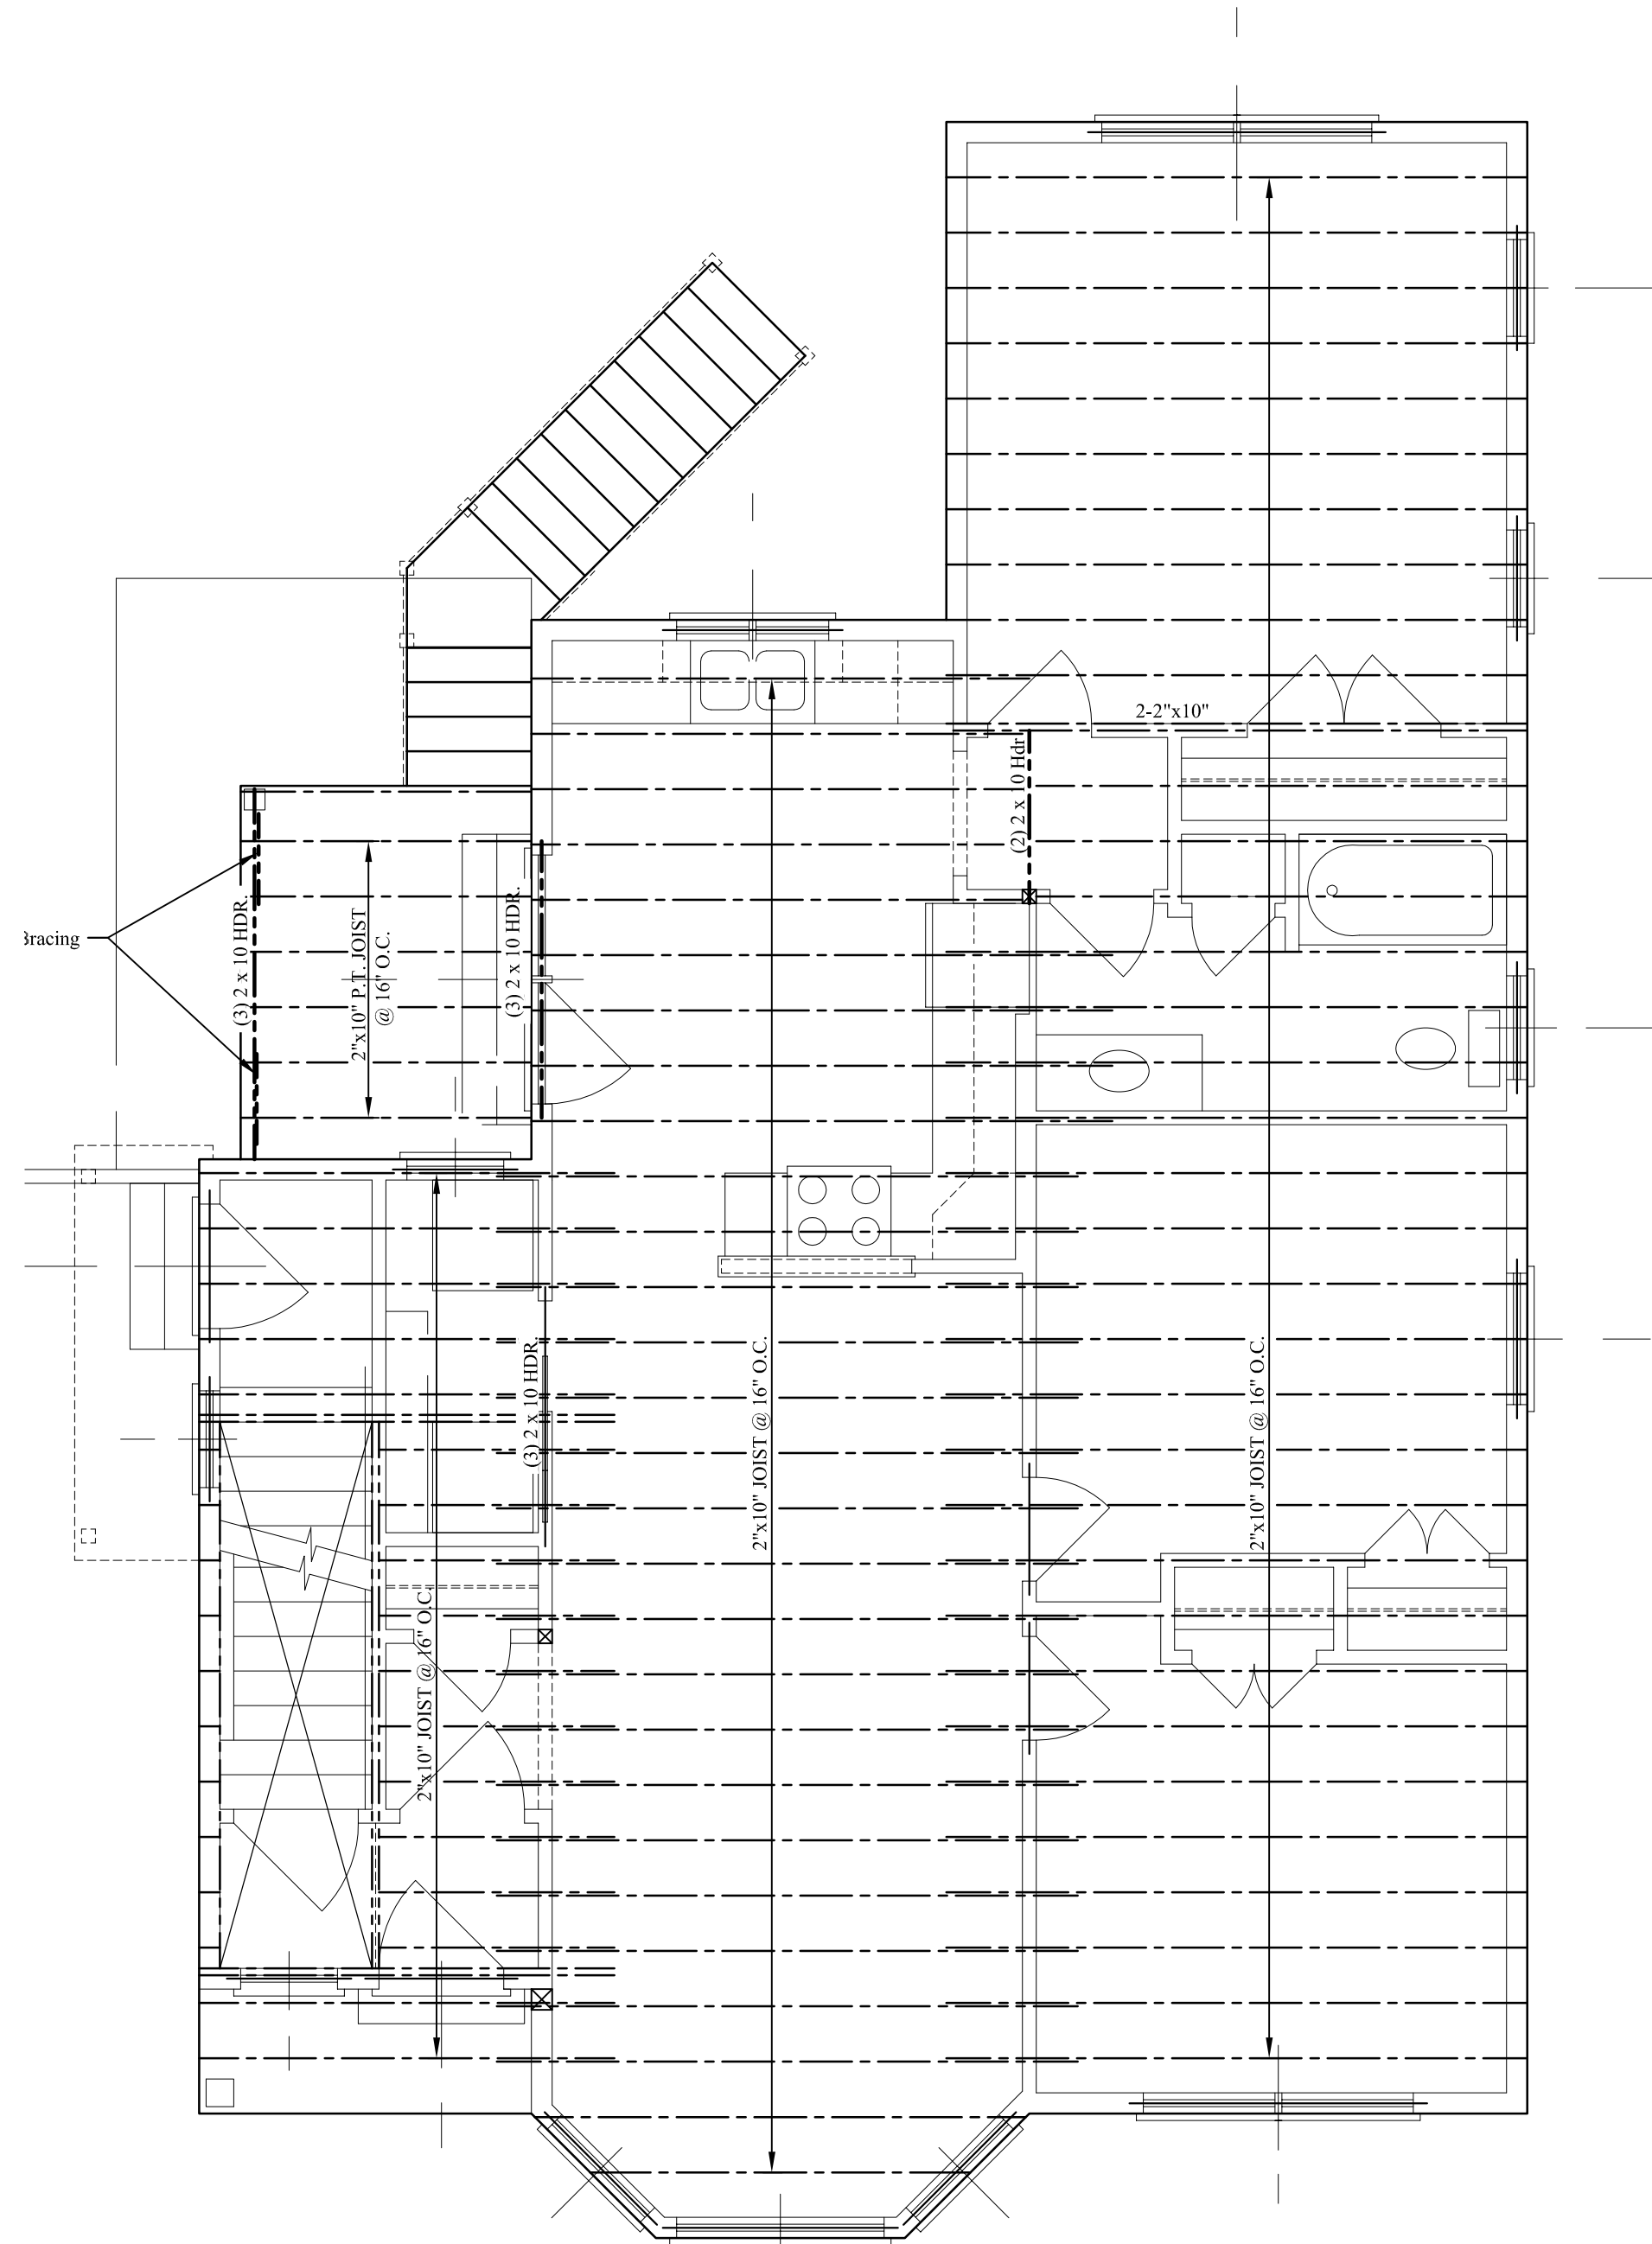 2-2"x10"
(2) 2 x 10 Hdr
Bracing
(3) 2 x 10 HDR.
2"x10" P.T. JOIST
@ 16" O.C.
(3) 2 x 10 HDR.
(3) 2 x 10 HDR.
2"x10" JOIST @ 16" O.C.
2"x10" JOIST @ 16" O.C.
2"x10" JOIST @ 16" O.C.